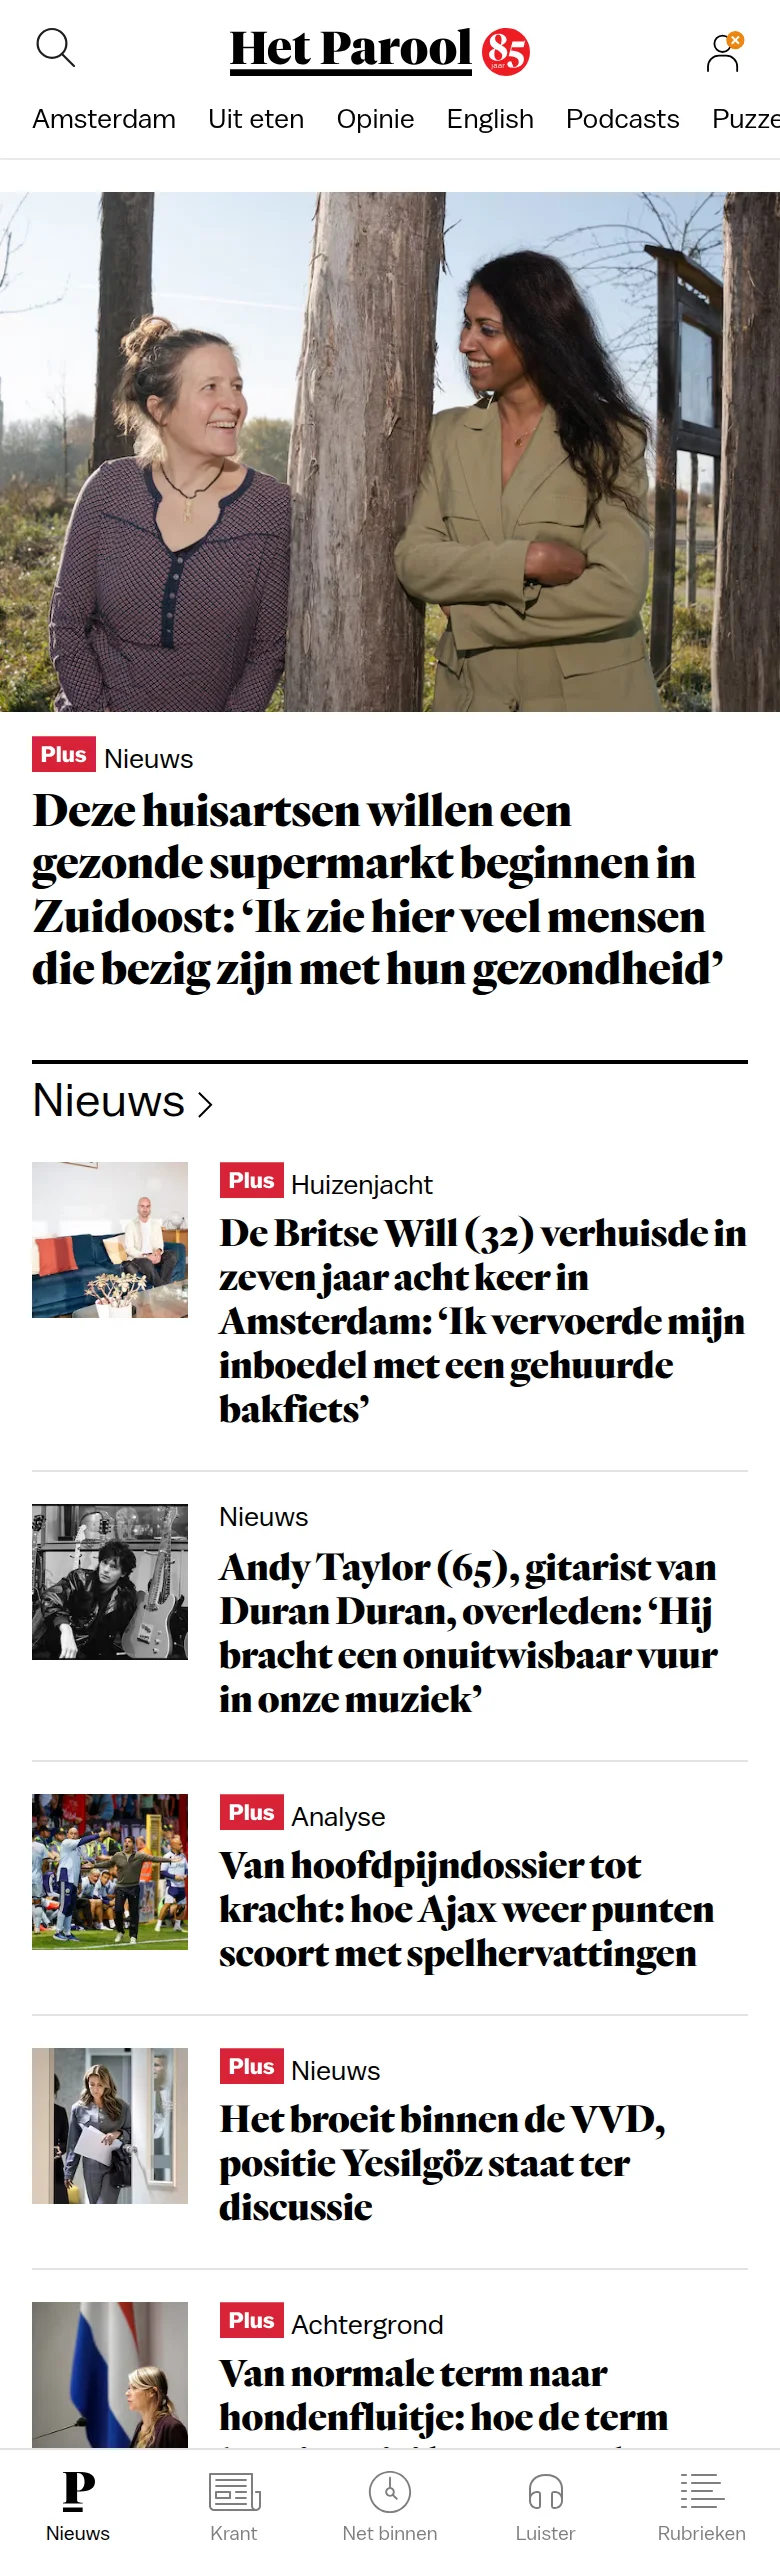 Het Parool 85 jaar
Amsterdam Uit eten Opinie English Podcasts Puzze
Plus Nieuws
Deze huisartsen willen een
gezonde supermarkt beginnen in
Zuidoost: ‘Ik zie hier veel mensen
die bezig zijn met hun gezondheid’
Nieuws
Plus Huizenjacht
De Britse Will (32) verhuisde in
zeven jaar acht keer in
Amsterdam: ‘Ik vervoerde mijn
inboedel met een gehuurde
bakfiets’
Nieuws
Andy Taylor (65), gitarist van
Duran Duran, overleden: ‘Hij
bracht een onuitwisbaar vuur
in onze muziek’
Plus Analyse
Van hoofdpijndossier tot
kracht: hoe Ajax weer punten
scoort met spelhervattingen
Plus Nieuws
Het broeit binnen de VVD,
positie Yesilgöz staat ter
discussie
Plus Achtergrond
Van normale term naar
hondenfluitje: hoe de term
P
Nieuws Krant Net binnen Luister Rubrieken